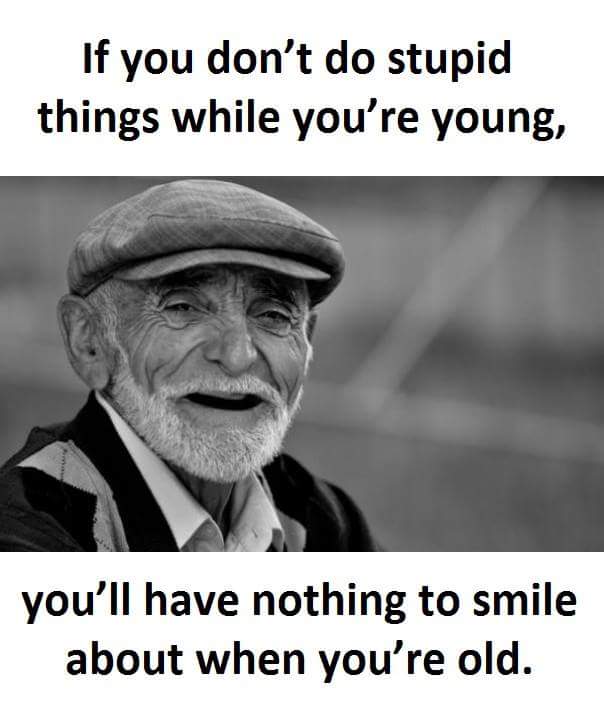 If you don’t do stupid
things while you’re young,
you’ll have nothing to smile
about when you’re old.